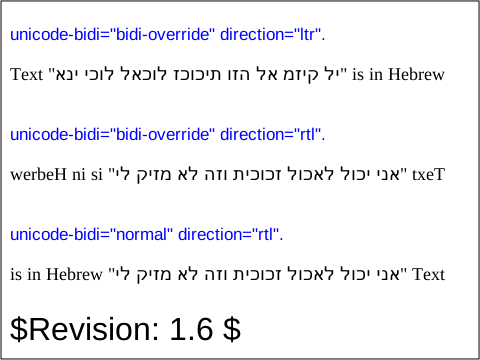 unicode-bidi="bidi-override" direction="ltr".
Text "יל קיזמ אל הזו תיכוכז לוכאל לוכי ינא" is in Hebrew
unicode-bidi="bidi-override" direction="rtl".
werbeH ni si "אני יכול לאכול זכוכית וזה לא מזיק לי" txeT
unicode-bidi="normal" direction="rtl".
is in Hebrew "אני יכול לאכול זכוכית וזה לא מזיק לי" Text
$Revision: 1.6 $